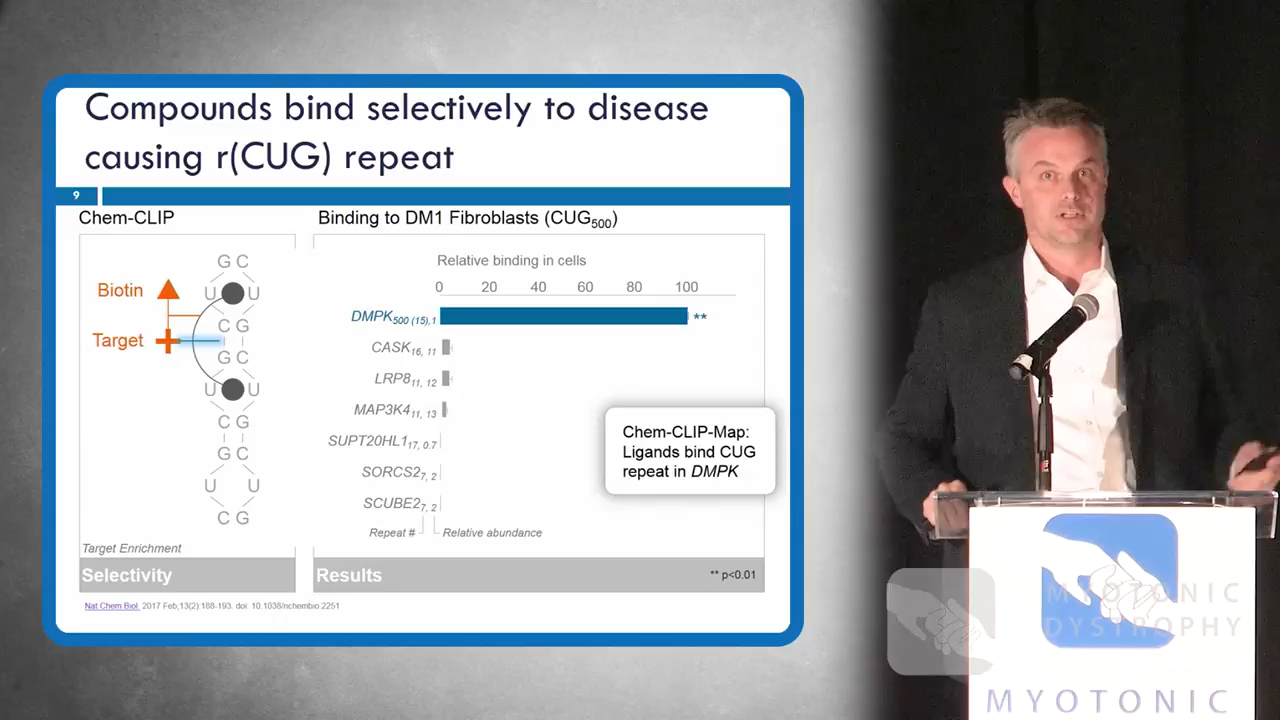 Compounds bind selectively to disease
causing r(CUG) repeat
9
Chem-CLIP
Binding to DM1 Fibroblasts (CUG500)
G C
Biotin
U U
C G
Target
G C
U U
C G
G C
U U
C G
Target Enrichment
Selectivity
Relative binding in cells
0 20 40 60 80 100
DMPK500 (15),1 **
CASK16, 11
LRP811, 12
MAP3K411, 13
SUPT20HL117, 0.7
SORCS27, 2
SCUBE27, 2
Repeat # Relative abundance
Chem-CLIP-Map:
Ligands bind CUG
repeat in DMPK
Results
** p<0.01
Nat Chem Biol. 2017 Feb;13(2):188-193. doi: 10.1038/nchembio.2251
MYOTONIC
DYSTROPHY
MYOTONIC